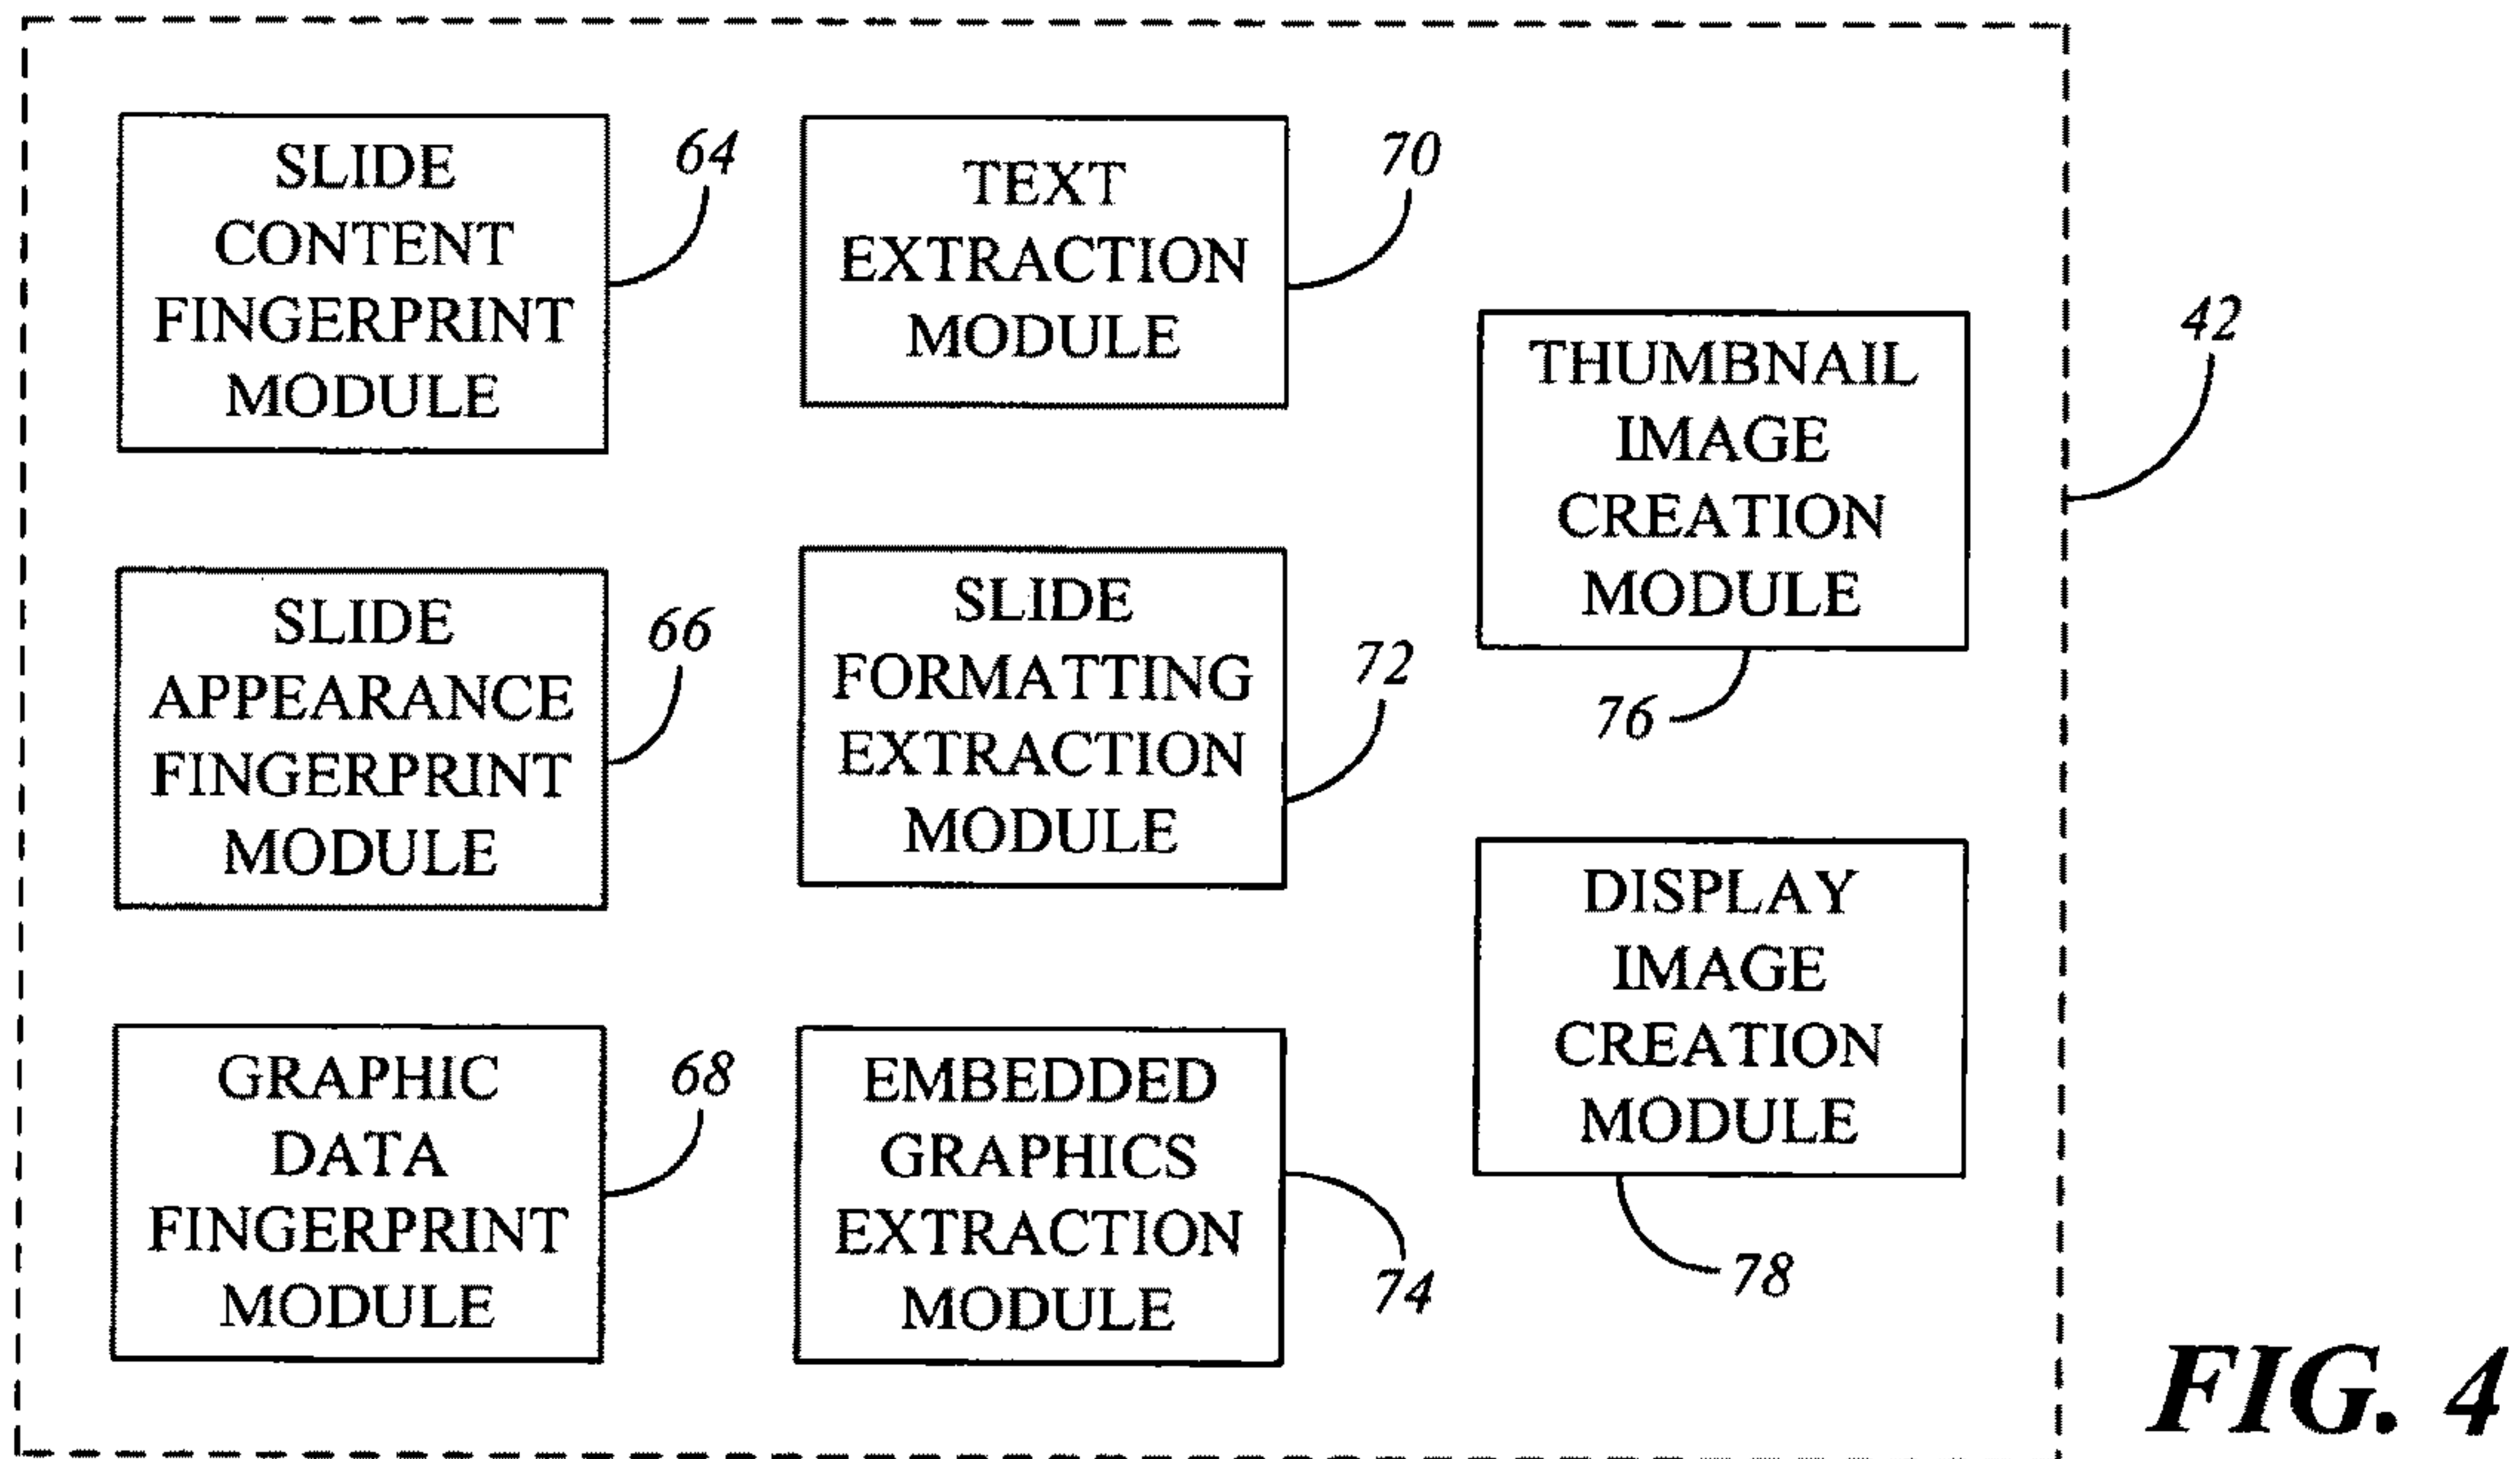 SLIDE
CONTENT
FINGERPRINT
MODULE
64
SLIDE
APPEARANCE
FINGERPRINT
MODULE
66
GRAPHIC
DATA
FINGERPRINT
MODULE
68
TEXT
EXTRACTION
MODULE
70
SLIDE
FORMATTING
EXTRACTION
MODULE
72
EMBEDDED
GRAPHICS
EXTRACTION
MODULE
74
THUMBNAIL
IMAGE
CREATION
MODULE
76
DISPLAY
IMAGE
CREATION
MODULE
78
42
FIG. 4